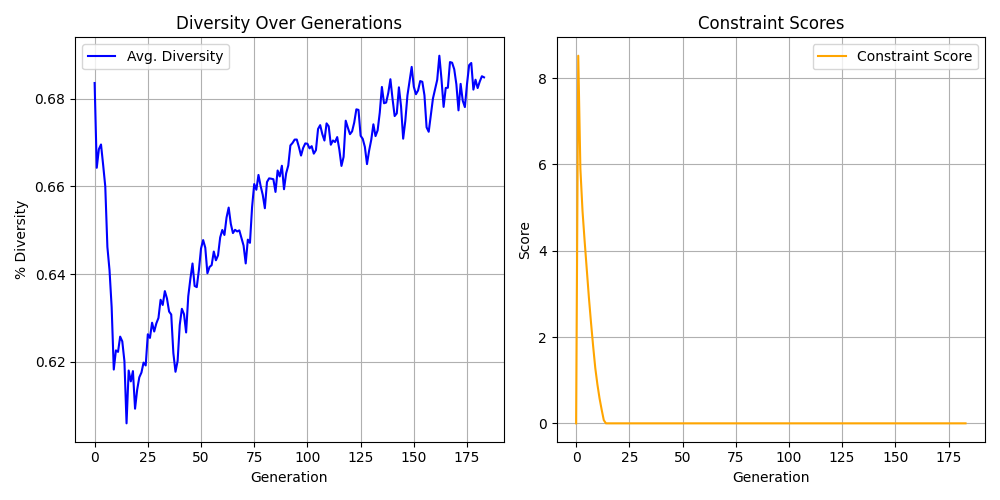 Diversity Over Generations
Avg. Diversity
% Diversity
0.68
0.66
0.64
0.62
0 25 50 75 100 125 150 175
Generation
Constraint Scores
Constraint Score
Score
8
6
4
2
0
0 25 50 75 100 125 150 175
Generation